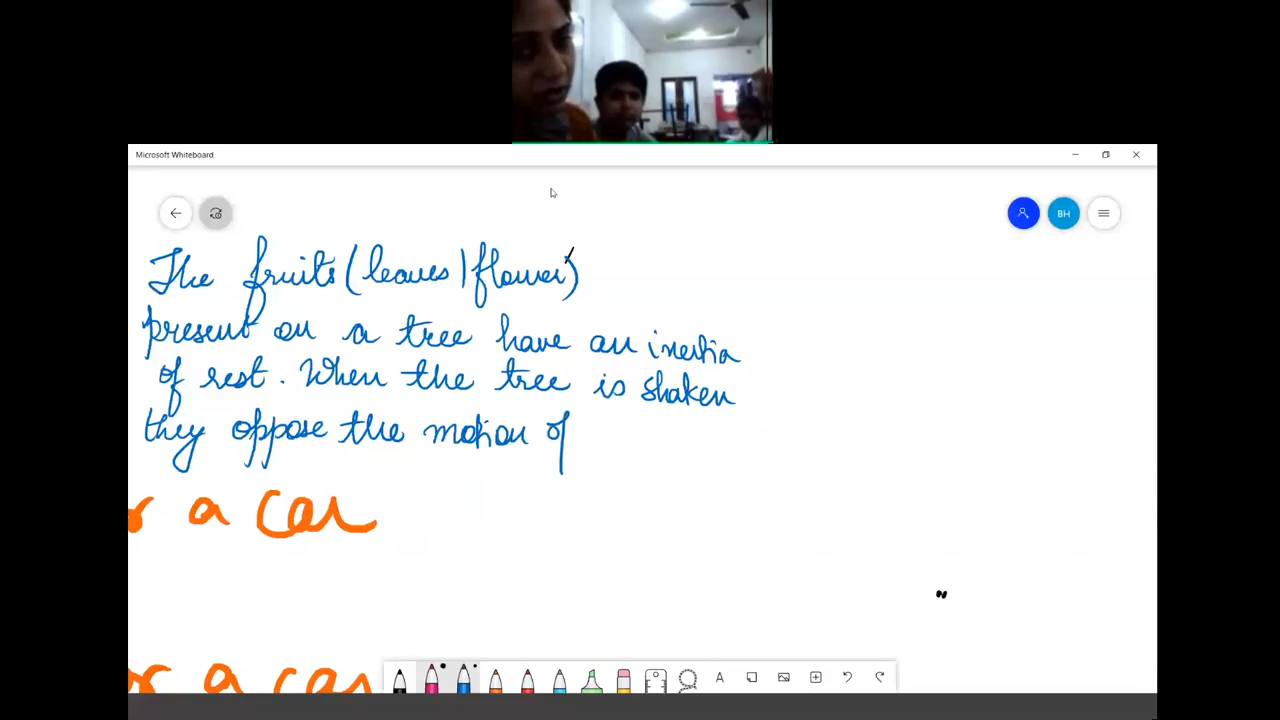 Microsoft Whiteboard
BH
The fruits (leaves | flower)
present on a tree have an inertia
of rest. When the tree is shaken
they oppose the motion of
a car
a car
A